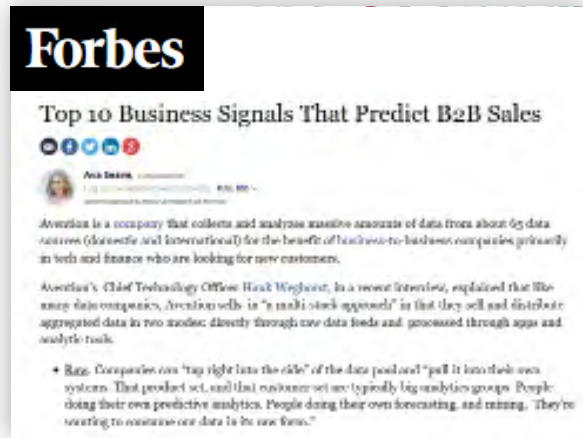 Forbes
Top 10 Business Signals That Predict B2B Sales
Avention is a company that collects and analyzes massive amounts of data from about 65 data
sources (domestic and international) for the benefit of business-to-business companies primarily
in tech and finance who are looking for new customers.
Avention's Chief Technology Officer Hank Weghorst, in a recent interview, explained that like
many data companies, Avention sells in "a multi stack approach" in that they sell and distribute
aggregated data in two modes: directly through raw data feeds and processed through apps and
analytic tools.
• Raw. Companies can "tap right into the side" of the data pool and "pull it into their own
systems. That product set, and that customer set are typically big analytics groups. People
doing their own predictive analytics. People doing their own forecasting, and mining. They're
wanting to consume our data in its raw form."